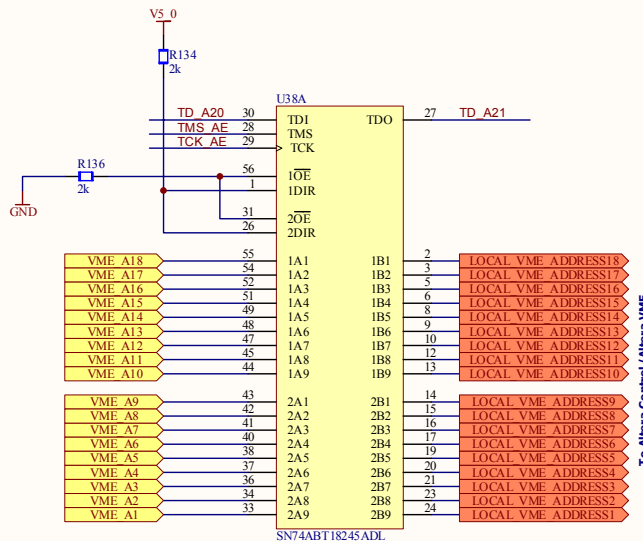 V5_0
R134
2k
U38A
TD_A20 30 TDI TDO 27 TD_A21
TMS_AE 28 TMS
TCK_AE 29 TCK
R136
2k
GND
56 1OE
1 1DIR
31 2OE
26 2DIR
VME_A18 55 1A1 1B1 2 LOCAL_VME_ADDRESS18
VME_A17 54 1A2 1B2 3 LOCAL_VME_ADDRESS17
VME_A16 52 1A3 1B3 5 LOCAL_VME_ADDRESS16
VME_A15 51 1A4 1B4 6 LOCAL_VME_ADDRESS15
VME_A14 49 1A5 1B5 8 LOCAL_VME_ADDRESS14
VME_A13 48 1A6 1B6 9 LOCAL_VME_ADDRESS13
VME_A12 47 1A7 1B7 10 LOCAL_VME_ADDRESS12
VME_A11 45 1A8 1B8 12 LOCAL_VME_ADDRESS11
VME_A10 44 1A9 1B9 13 LOCAL_VME_ADDRESS10
VME_A9 43 2A1 2B1 14 LOCAL_VME_ADDRESS9
VME_A8 42 2A2 2B2 15 LOCAL_VME_ADDRESS8
VME_A7 41 2A3 2B3 16 LOCAL_VME_ADDRESS7
VME_A6 40 2A4 2B4 17 LOCAL_VME_ADDRESS6
VME_A5 38 2A5 2B5 19 LOCAL_VME_ADDRESS5
VME_A4 37 2A6 2B6 20 LOCAL_VME_ADDRESS4
VME_A3 36 2A7 2B7 21 LOCAL_VME_ADDRESS3
VME_A2 34 2A8 2B8 23 LOCAL_VME_ADDRESS2
VME_A1 33 2A9 2B9 24 LOCAL_VME_ADDRESS1
SN74ABT18245ADL
To Altera Control/Altera VME